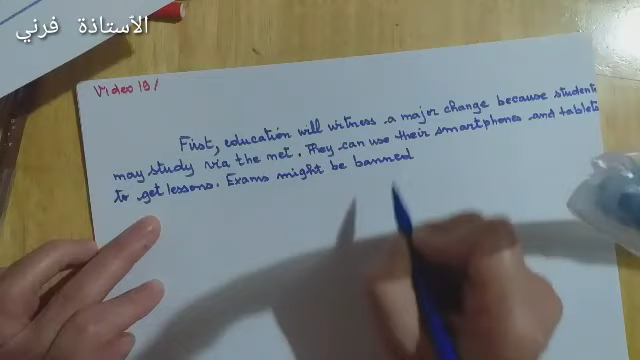 الأستاذة فرني
Video 18/
First, education will witness a major change because students
may study via the net. They can use their smartphones and tablets
to get lessons. Exams might be banned